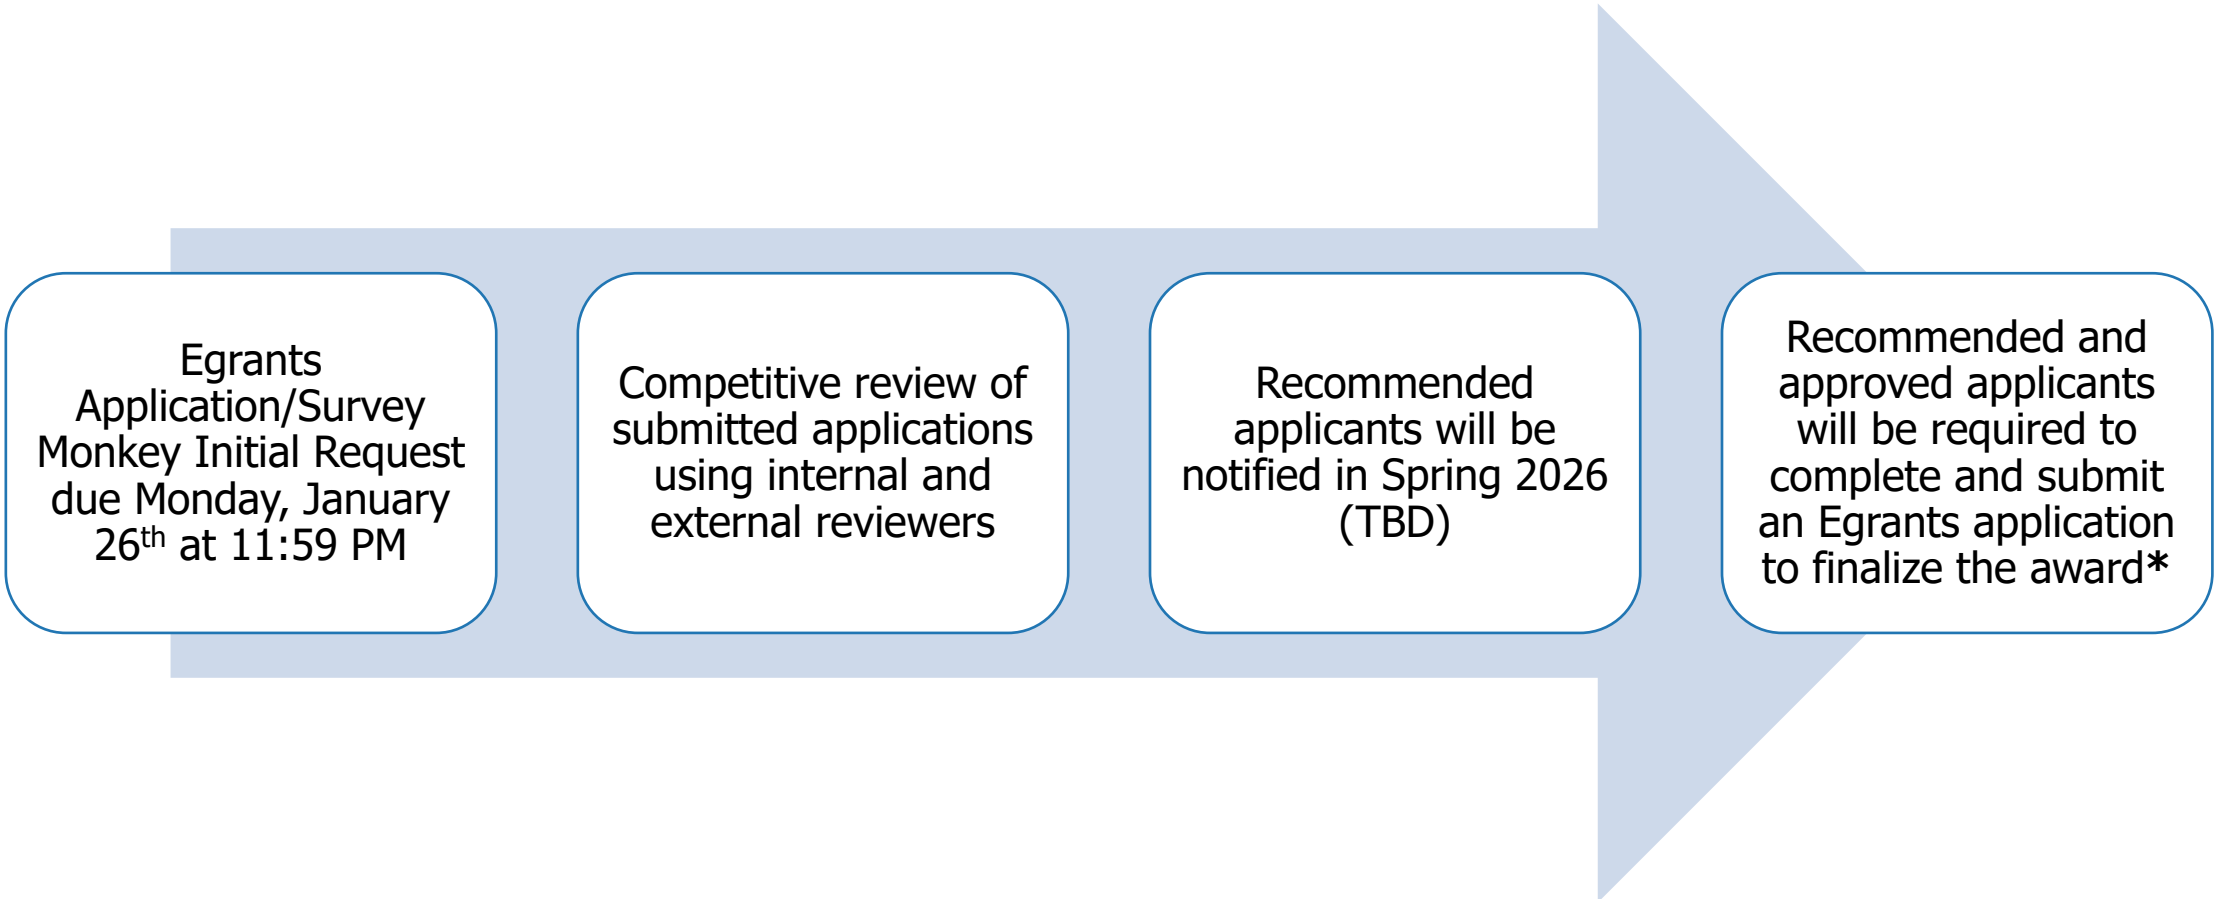 Egrants
Application/Survey
Monkey Initial Request
due Monday, January
26th at 11:59 PM
Competitive review of
submitted applications
using internal and
external reviewers
Recommended
applicants will be
notified in Spring 2026
(TBD)
Recommended and
approved applicants
will be required to
complete and submit
an Egrants application
to finalize the award*